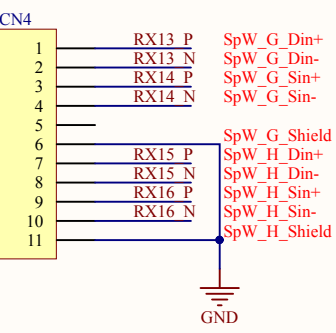 CN4
1 RX13_P SpW_G_Din+
2 RX13_N SpW_G_Din-
3 RX14_P SpW_G_Sin+
4 RX14_N SpW_G_Sin-
5
6 SpW_G_Shield
7 RX15_P SpW_H_Din+
8 RX15_N SpW_H_Din-
9 RX16_P SpW_H_Sin+
10 RX16_N SpW_H_Sin-
11 SpW_H_Shield
GND